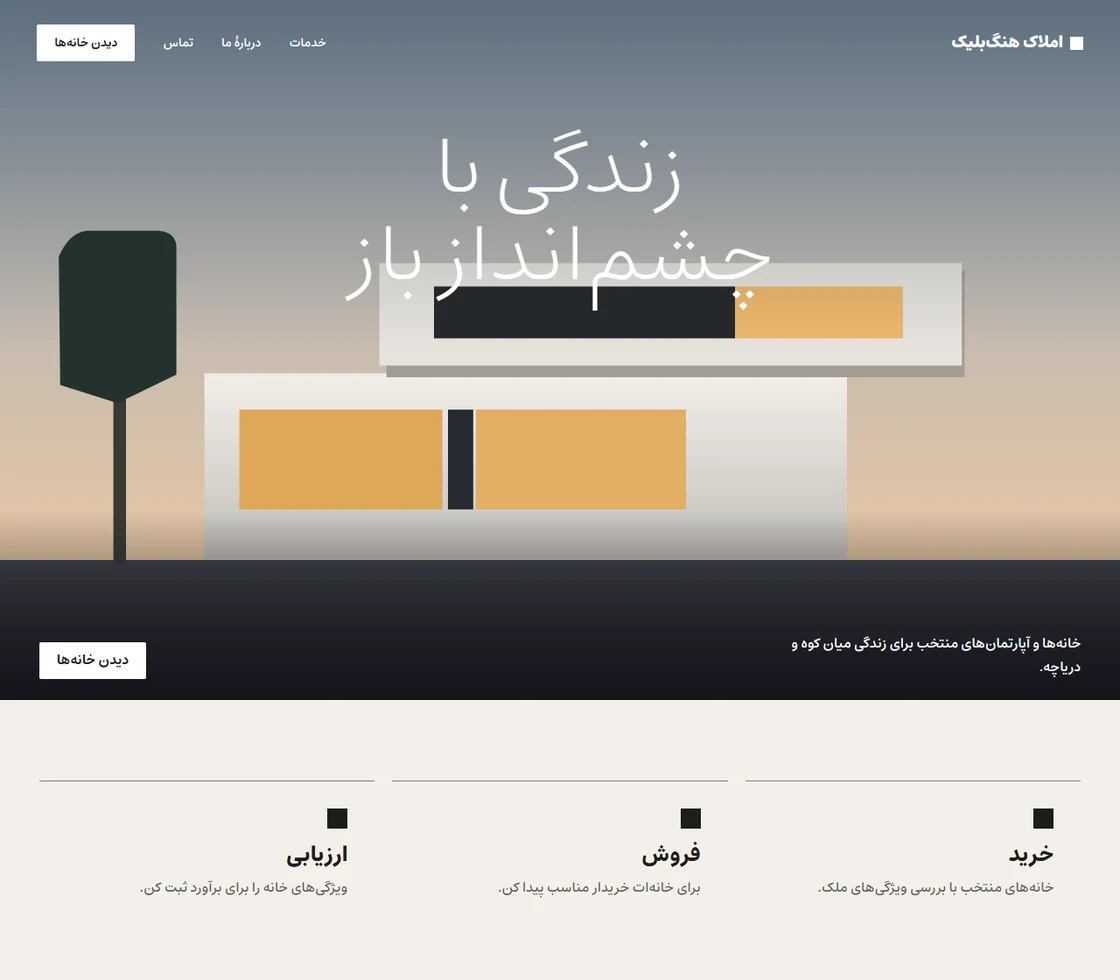 املاک هنگ‌بلیک
خدمات
دربارهٔ ما
تماس
دیدن خانه‌ها
زندگی با
چشم‌انداز باز
خانه‌ها و آپارتمان‌های منتخب برای زندگی میان کوه و
دریاچه.
دیدن خانه‌ها
خرید
خانه‌های منتخب با بررسی ویژگی‌های ملک.
فروش
برای خانه‌ات خریدار مناسب پیدا کن.
ارزیابی
ویژگی‌های خانه را برای برآورد ثبت کن.